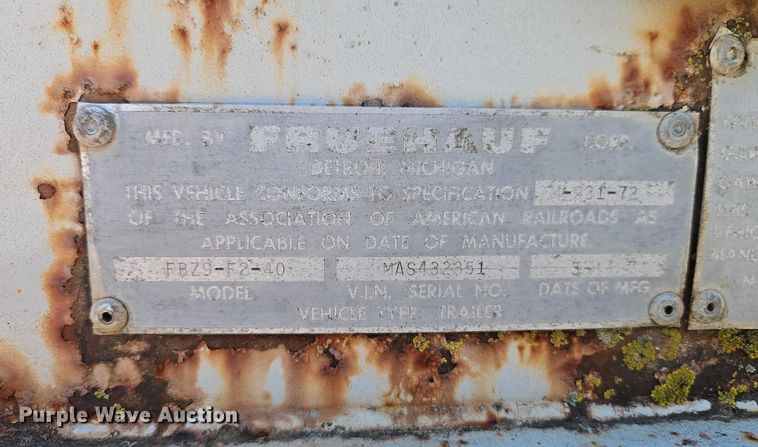 MFD. BY FRUEHAUF CORP.
DETROIT, MICHIGAN
THIS VEHICLE CONFORMS TO SPECIFICATION -931-72
OF THE ASSOCIATION OF AMERICAN RAILROADS AS
APPLICABLE ON DATE OF MANUFACTURE
FBZ9-F2-40 MAS432851
MODEL V.I.N. (SERIAL NO.) DATE OF MFG
VEHICLE TYPE - TRAILER
Purple Wave Auction